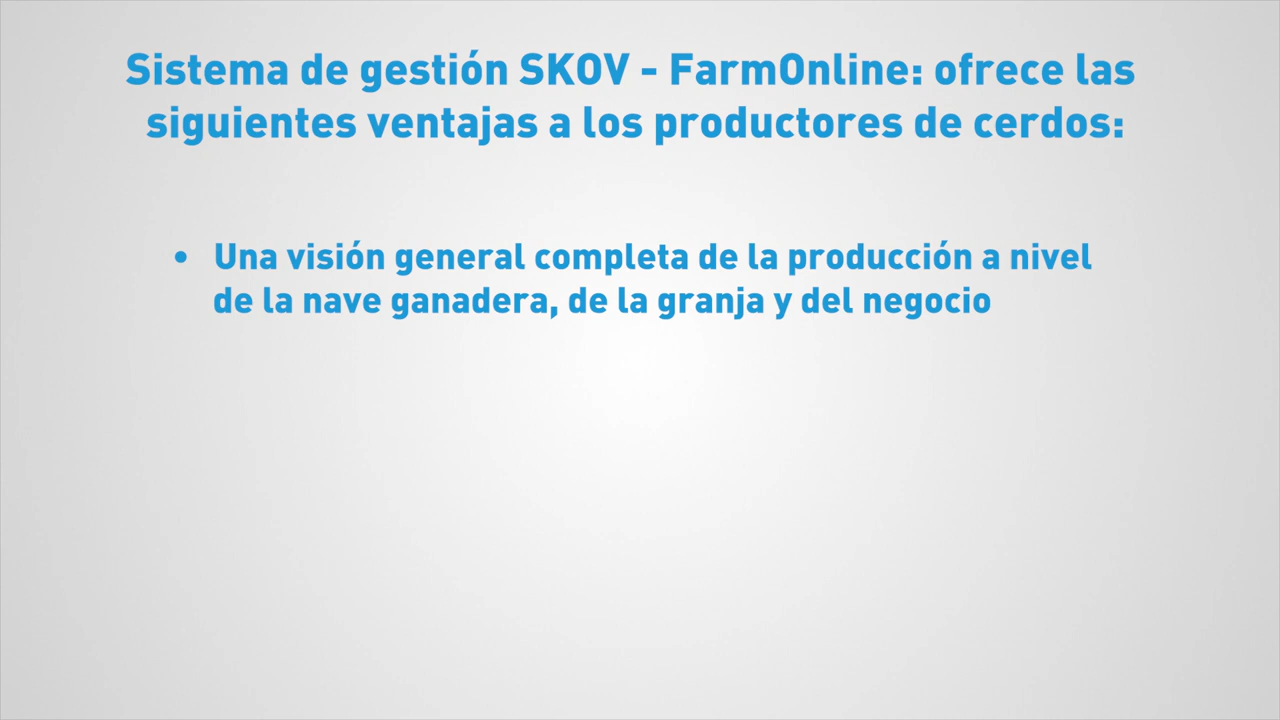 Sistema de gestión SKOV - FarmOnline: ofrece las
siguientes ventajas a los productores de cerdos:
• Una visión general completa de la producción a nivel
de la nave ganadera, de la granja y del negocio